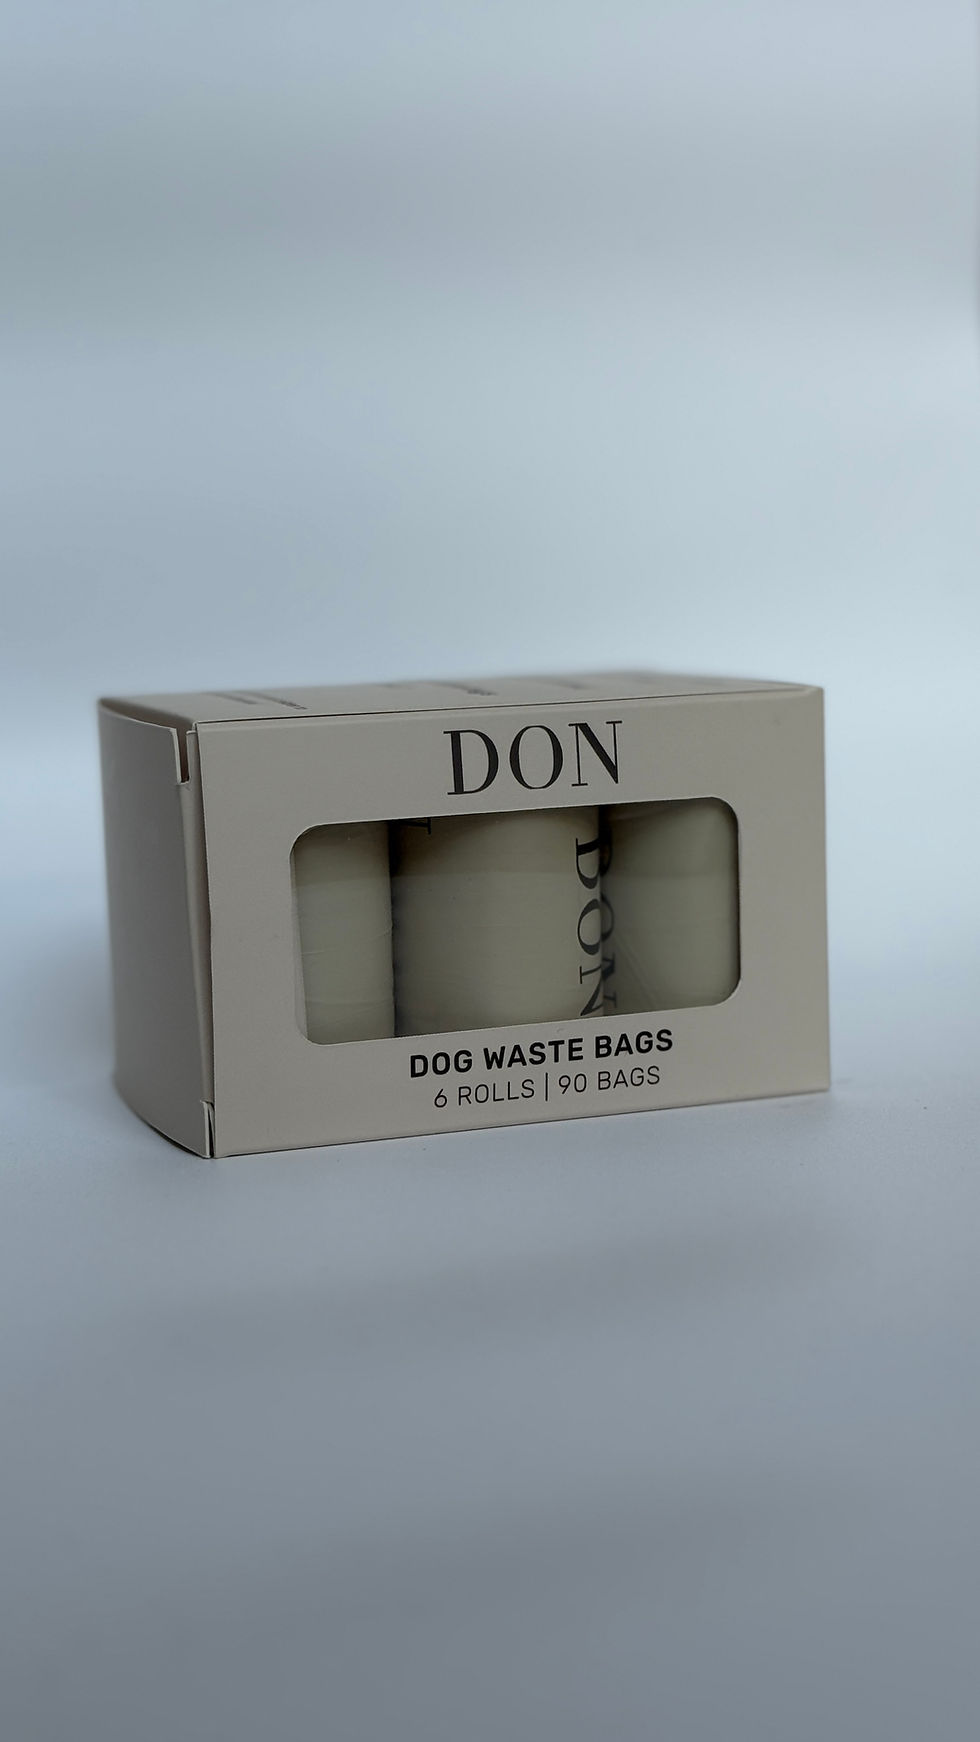 DON
DON
DOG WASTE BAGS
6 ROLLS | 90 BAGS